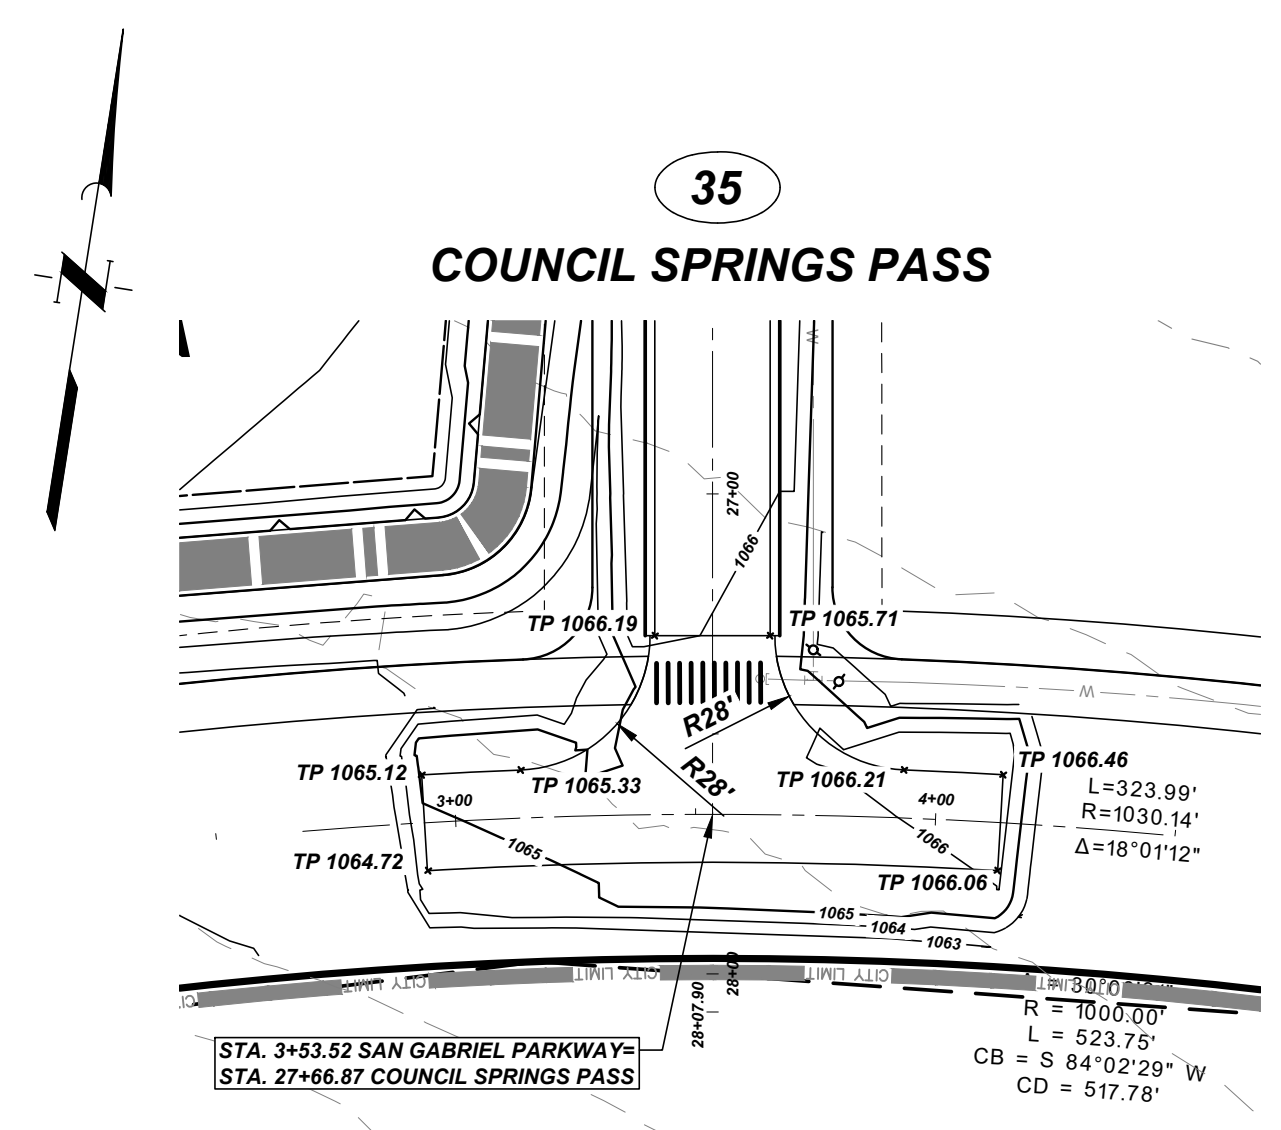 N
35
COUNCIL SPRINGS PASS
W
27+00
1066
TP 1066.19
TP 1065.71
W
R28'
R28'
TP 1065.12
TP 1065.33
TP 1066.21
TP 1066.46
L=323.99'
R=1030.14'
Δ=18°01'12"
3+00
4+00
1065
1066
TP 1064.72
TP 1066.06
1065
1064
1063
CITY LIMIT
CITY LIMIT
CITY LIMIT
CITY LIMIT
28+00
28+07.90
R = 1000.00'
L = 523.75'
CB = S 84°02'29" W
CD = 517.78'
STA. 3+53.52 SAN GABRIEL PARKWAY=
STA. 27+66.87 COUNCIL SPRINGS PASS